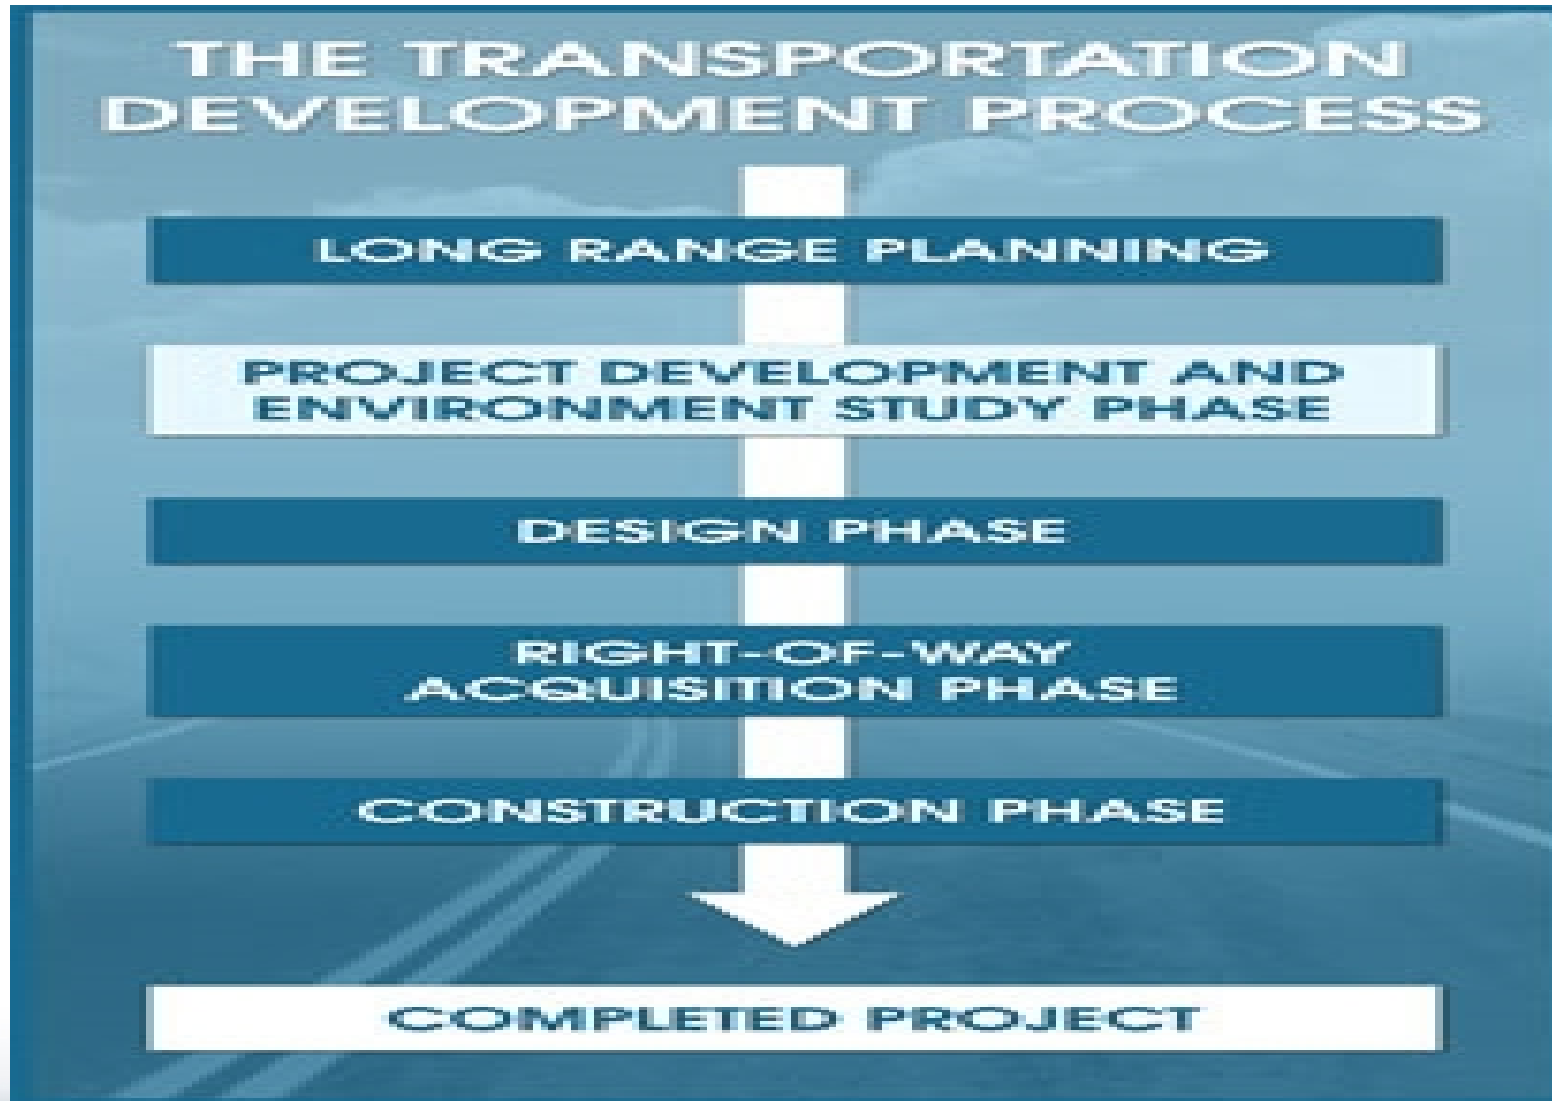 THE TRANSPORTATION
DEVELOPMENT PROCESS
LONG RANGE PLANNING
PROJECT DEVELOPMENT AND
ENVIRONMENT STUDY PHASE
DESIGN PHASE
RIGHT-OF-WAY
ACQUISITION PHASE
CONSTRUCTION PHASE
COMPLETED PROJECT